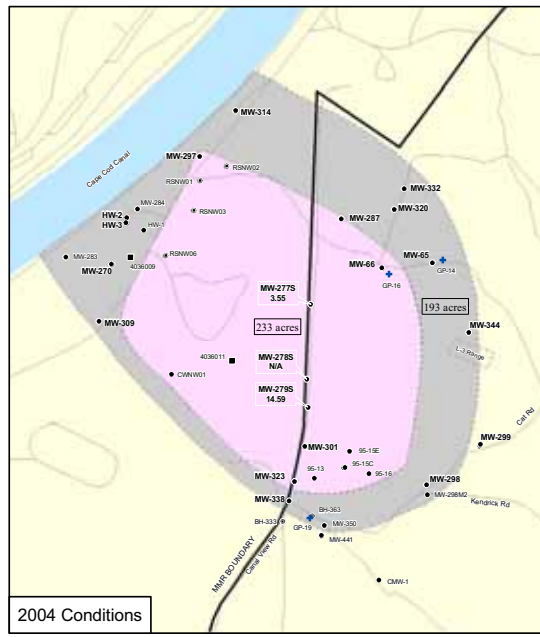 MW-314
Cape Cod Canal
MW-297
RSNW02
RSNW01
MW-332
MW-284
RSNW03
MW-320
HW-2
HW-3
HW-1
MW-287
MW-283
MW-270
4036009
RSNW06
MW-66
MW-65
GP-14
GP-16
MW-277S
3.55
193 acres
MW-309
233 acres
MW-344
L-3 Range
4036011
MW-278S
N/A
CWNW01
MW-279S
14.59
Cat Rd
MW-301
95-15E
MW-299
95-15C
95-13
95-16
MW-323
MW-298
MW-298M2
MW-338
Kendrick Rd
BH-363
BH-333
GP-19
MW-350
MW-441
MMR BOUNDARY
Canal View Rd
CMW-1
2004 Conditions